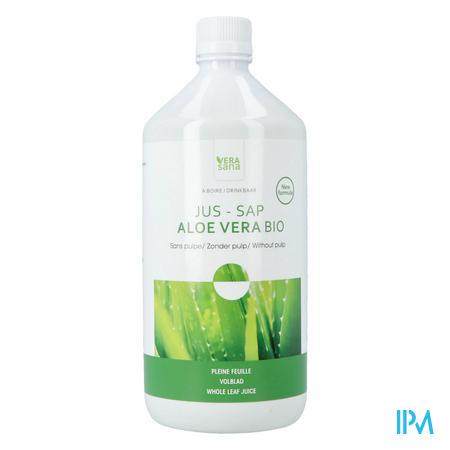 VERA
sana
A BOIRE / DRINKBAAR
New
formula
JUS - SAP
ALOE VERA BIO
Sans pulpe/ Zonder pulp/ Without pulp
PLEINE FEUILLE
VOLBLAD
WHOLE LEAF JUICE
IPM